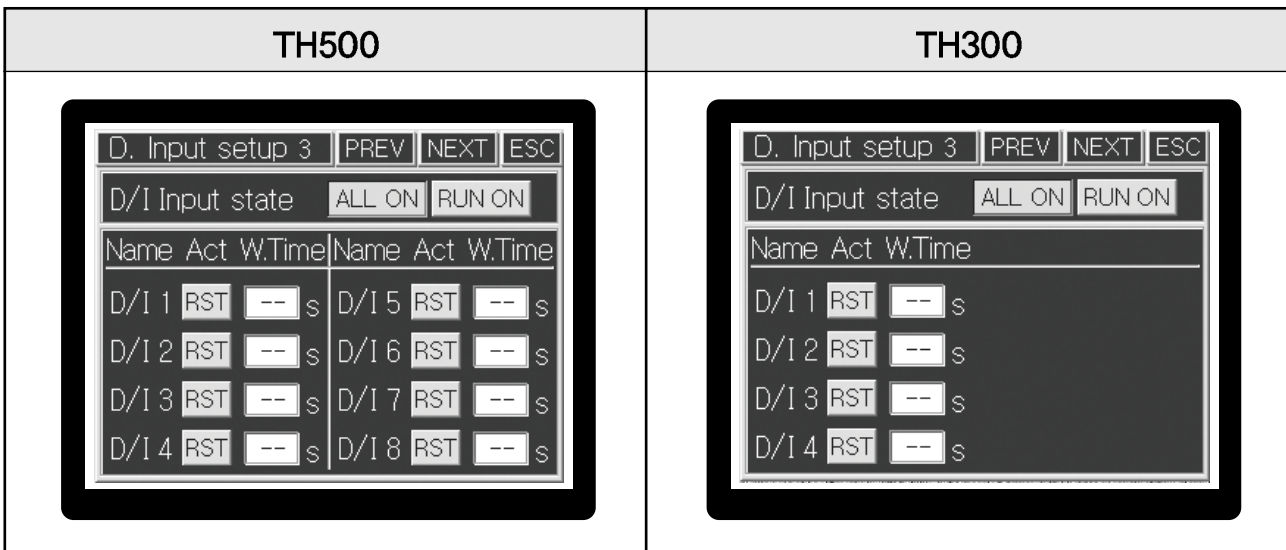 TH500
D. Input setup 3 PREV NEXT ESC
D/I Input state ALL ON RUN ON
Name Act W.Time Name Act W.Time
D/I 1 RST -- s D/I 5 RST -- s
D/I 2 RST -- s D/I 6 RST -- s
D/I 3 RST -- s D/I 7 RST -- s
D/I 4 RST -- s D/I 8 RST -- s
TH300
D. Input setup 3 PREV NEXT ESC
D/I Input state ALL ON RUN ON
Name Act W.Time
D/I 1 RST -- s
D/I 2 RST -- s
D/I 3 RST -- s
D/I 4 RST -- s